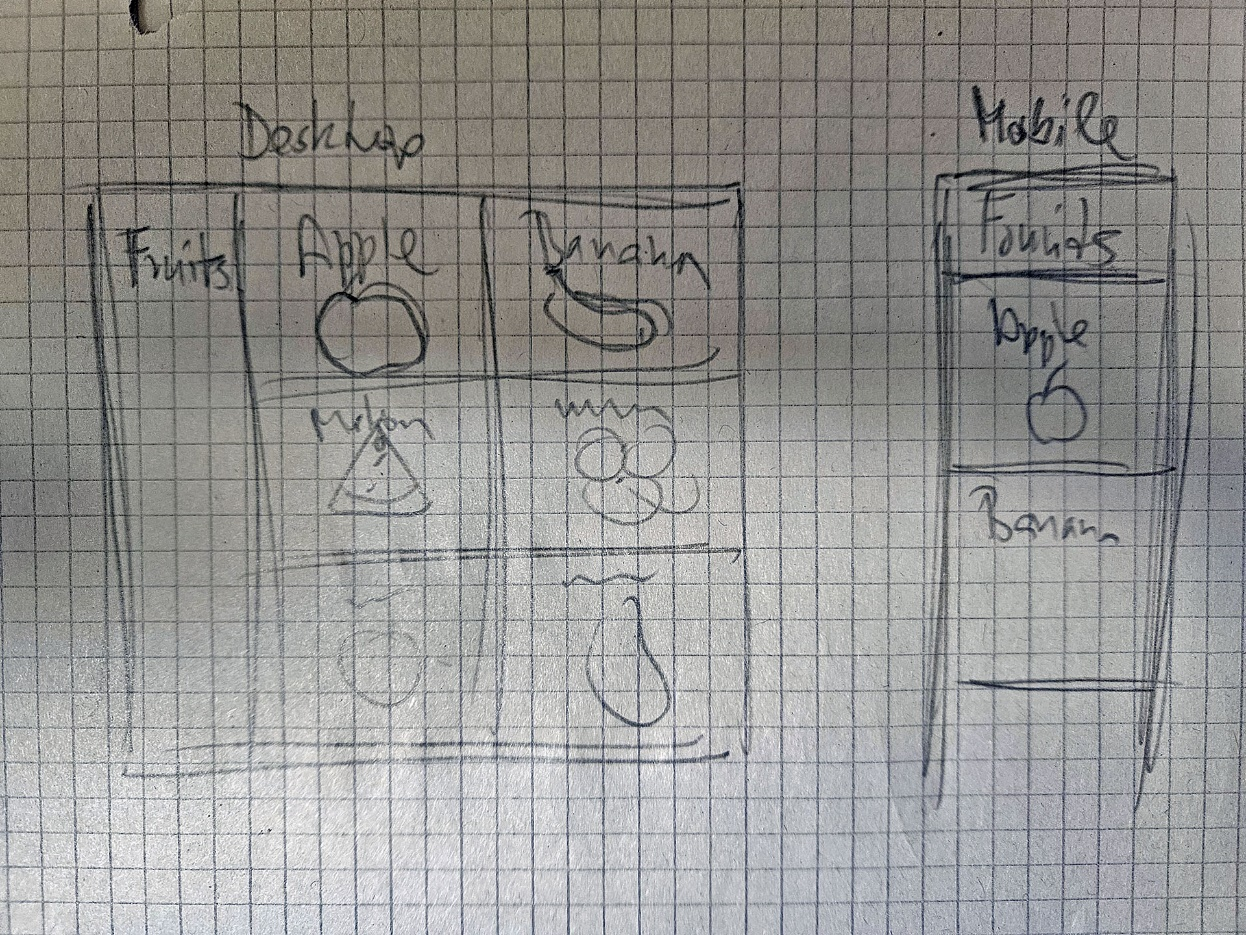 Desktop
Fruits
Apple
Banana
Melon
Mobile
Fruits
Apple
Banana